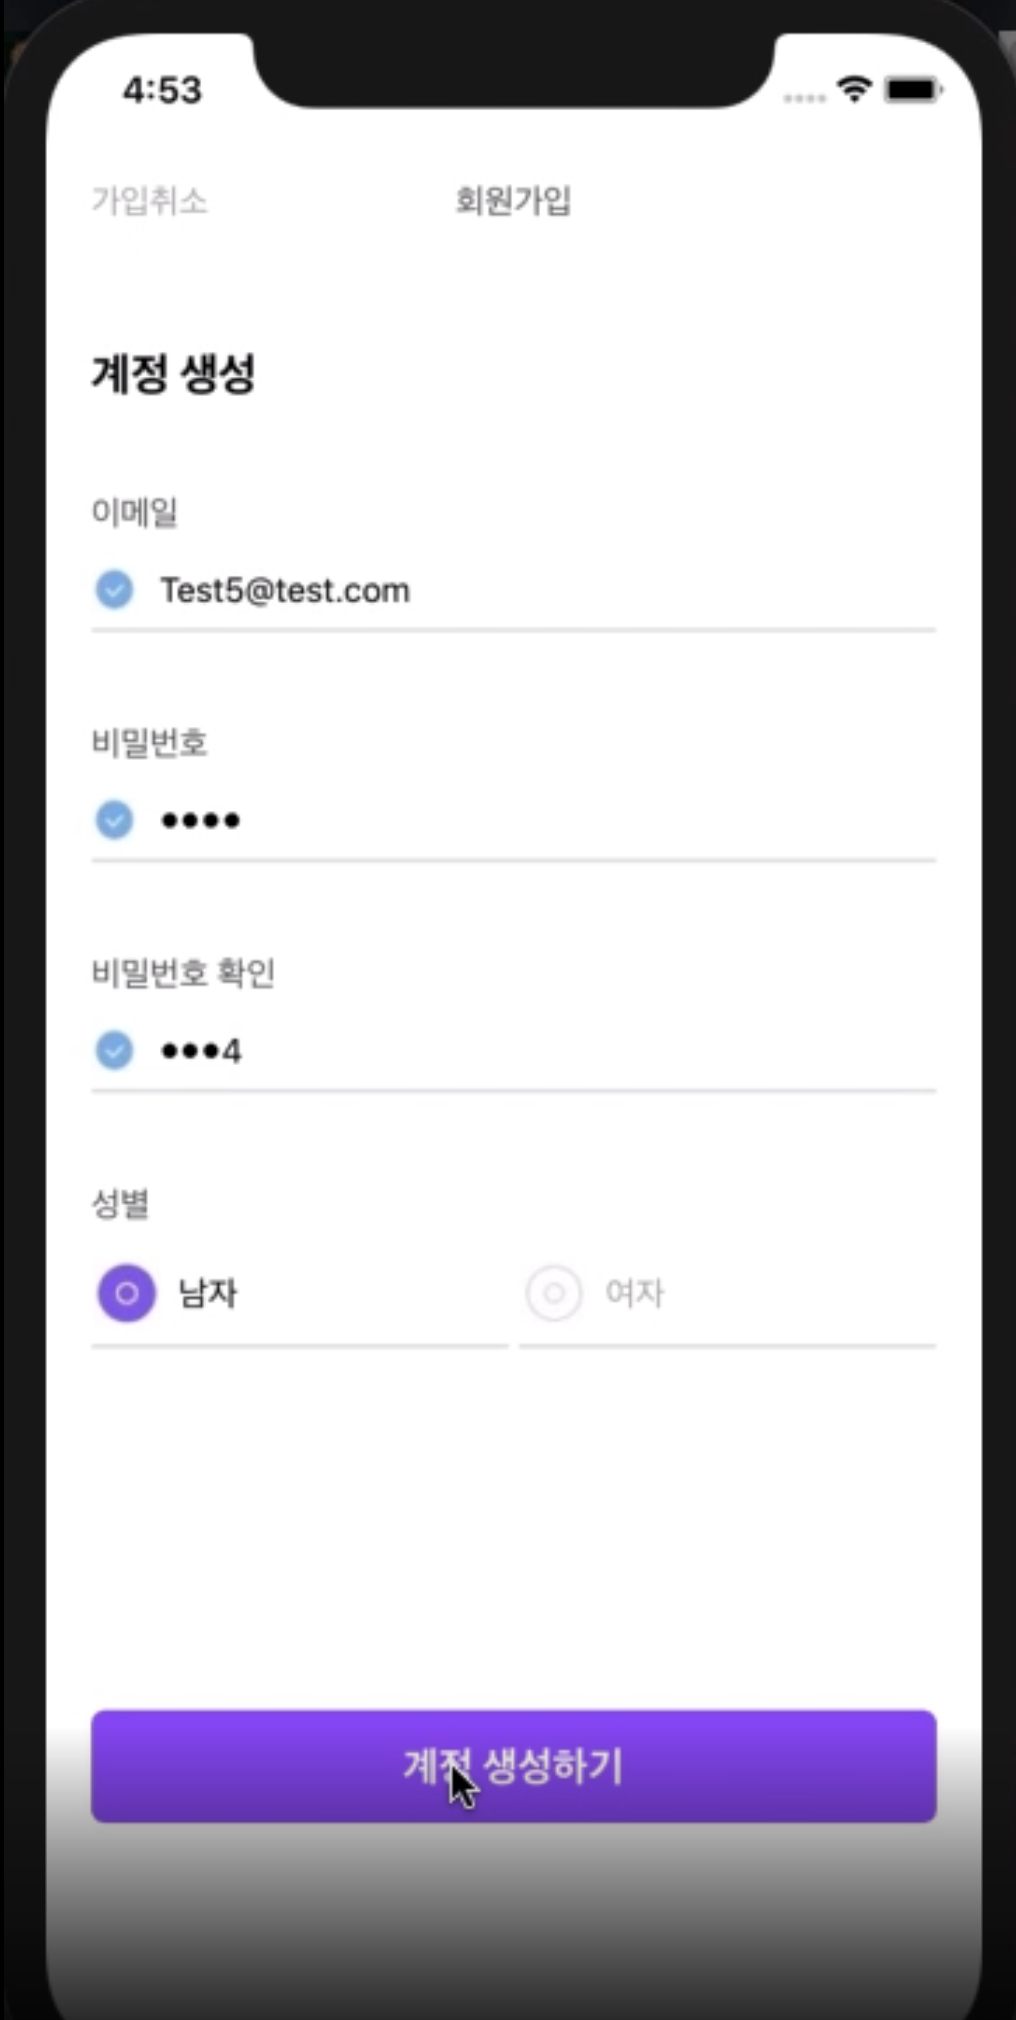 4:53
가입취소 회원가입
계정 생성
이메일
Test5@test.com
비밀번호
••••
비밀번호 확인
•••4
성별
남자 여자
계정 생성하기